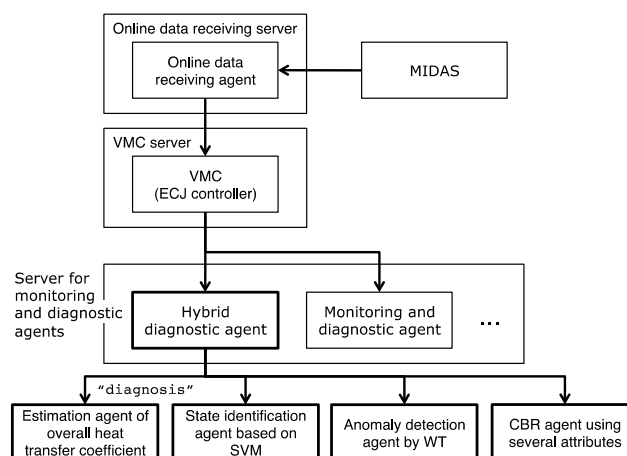 Online data receiving server
Online data
receiving agent
MIDAS
VMC server
VMC
(ECJ controller)
Server for
monitoring
and diagnostic
agents
Hybrid
diagnostic agent
Monitoring and
diagnostic agent
...
"diagnosis"
Estimation agent of
overall heat
transfer coefficient
State identification
agent based on
SVM
Anomaly detection
agent by WT
CBR agent using
several attributes